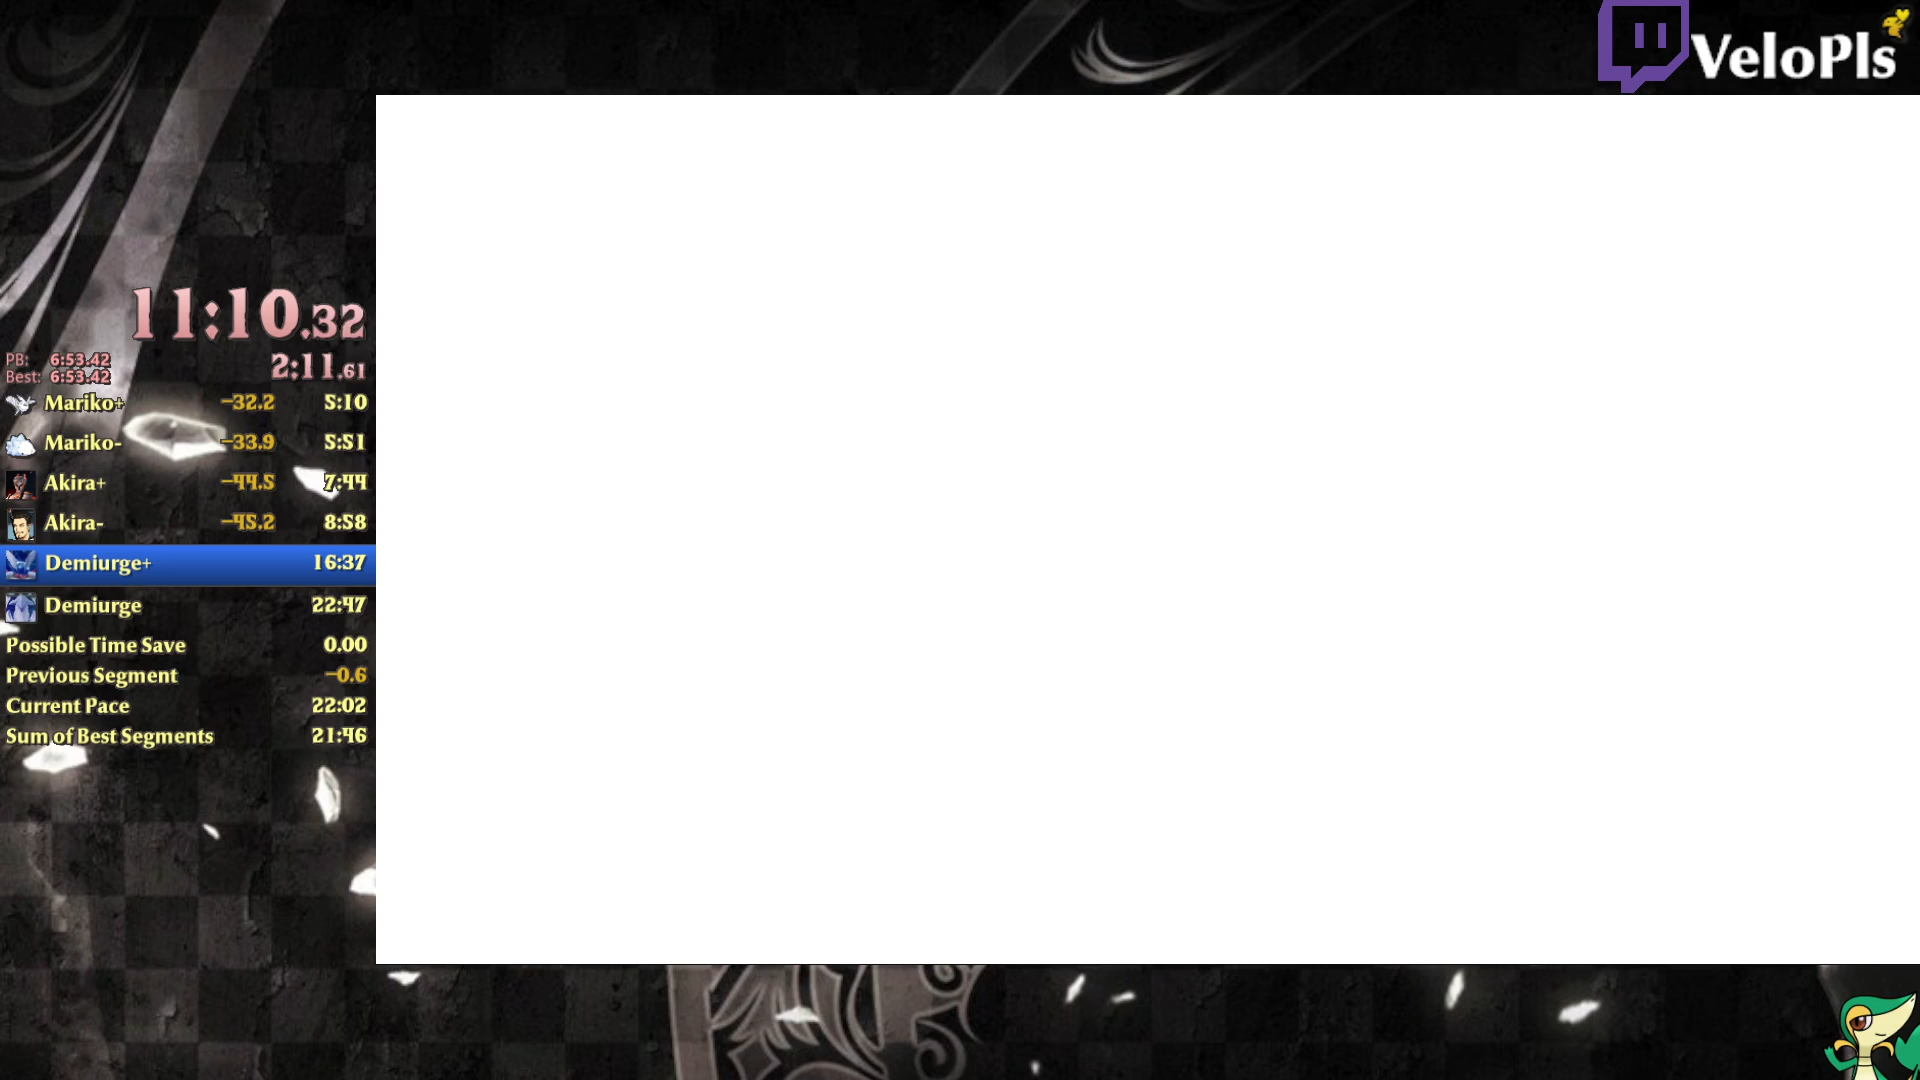 VeloPls
11:10.32
PB: 6:53.42 2:11.61
Best: 6:53.42
Mariko+ −32.2 5:10
Mariko- −33.9 5:51
Akira+ −44.5 7:44
Akira- −45.2 8:58
Demiurge+ 16:37
Demiurge 22:47
Possible Time Save 0.00
Previous Segment −0.6
Current Pace 22:02
Sum of Best Segments 21:46